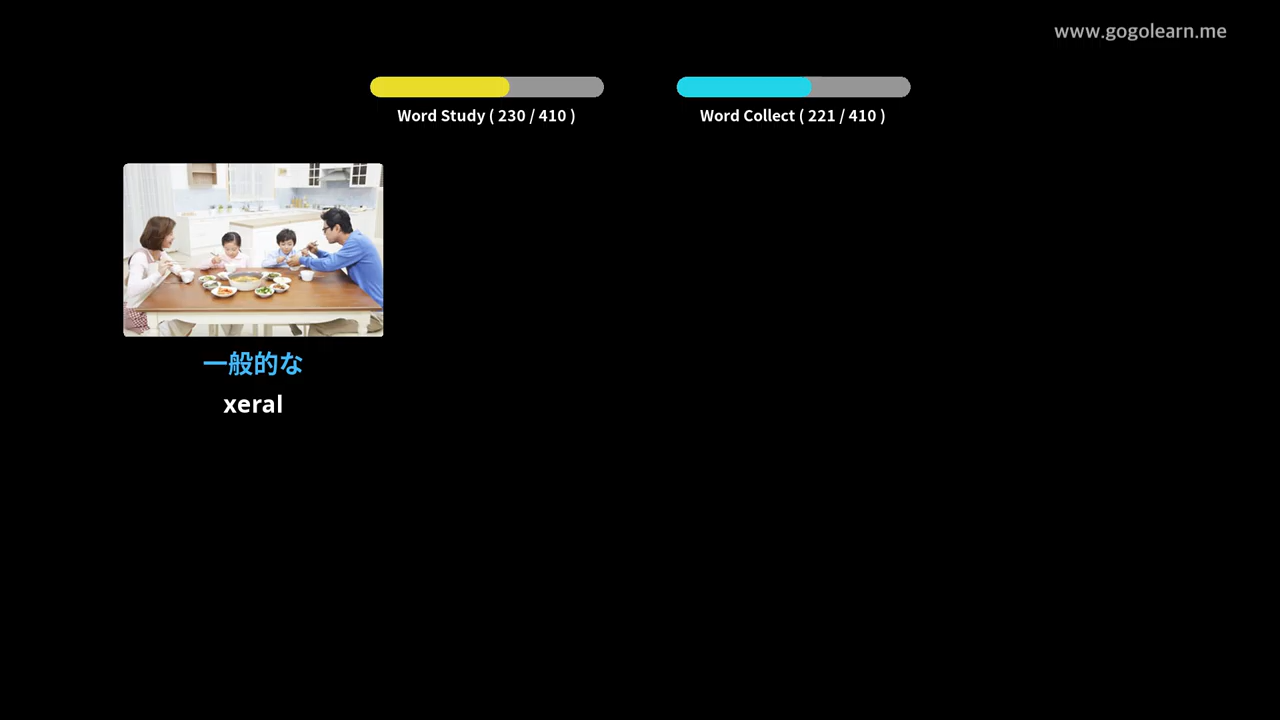 www.gogolearn.me
Word Study ( 230 / 410 )
Word Collect ( 221 / 410 )
一般的な
xeral